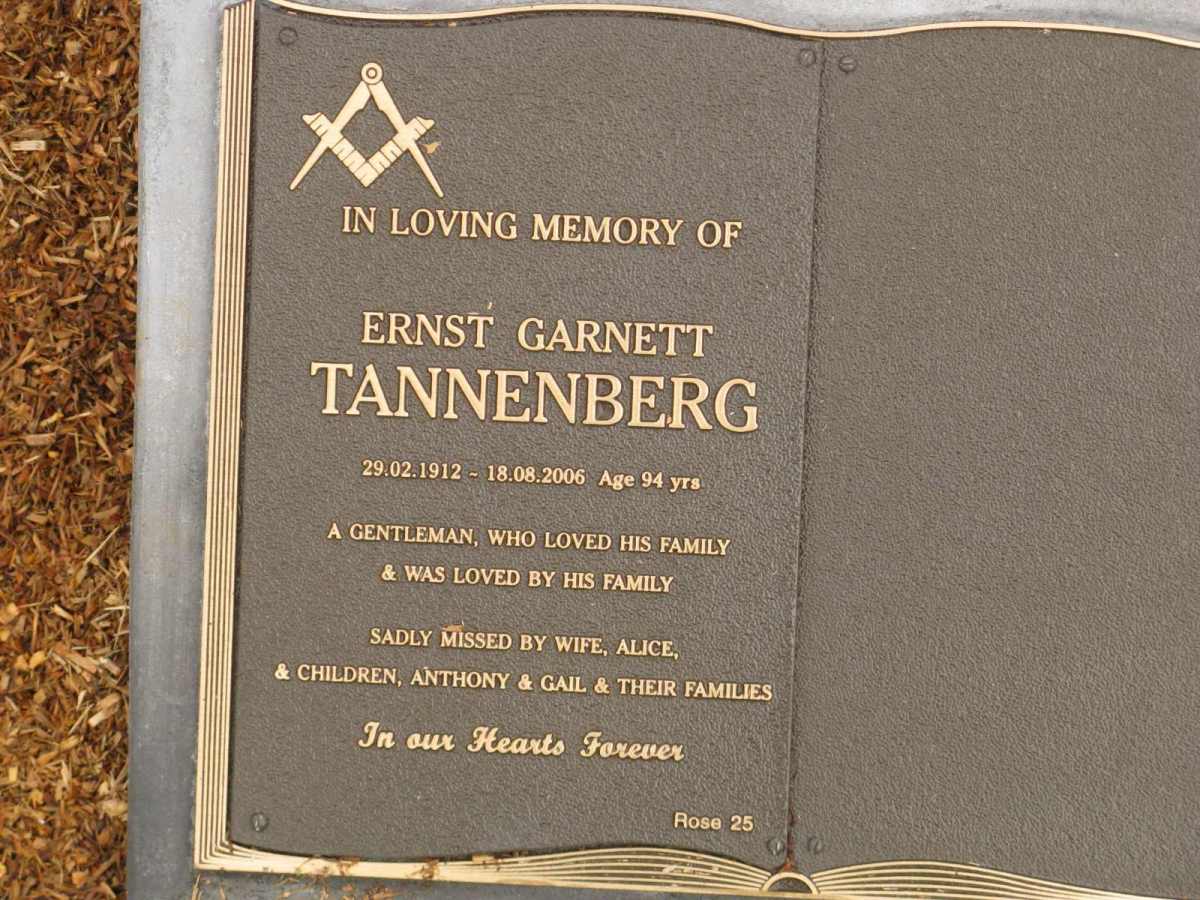 IN LOVING MEMORY OF
ERNST GARNETT
TANNENBERG
29.02.1912 ~ 18.08.2006 Age 94 yrs
A GENTLEMAN, WHO LOVED HIS FAMILY
& WAS LOVED BY HIS FAMILY
SADLY MISSED BY WIFE, ALICE,
& CHILDREN, ANTHONY & GAIL & THEIR FAMILIES
In our Hearts Forever
Rose 25